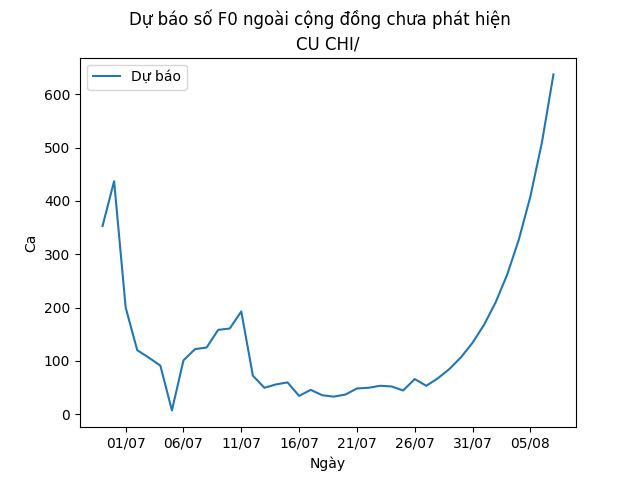 Dự báo số F0 ngoài cộng đồng chưa phát hiện
CU CHI/
Dự báo
600
500
400
300
200
100
0
Ca
01/07 06/07 11/07 16/07 21/07 26/07 31/07 05/08
Ngày